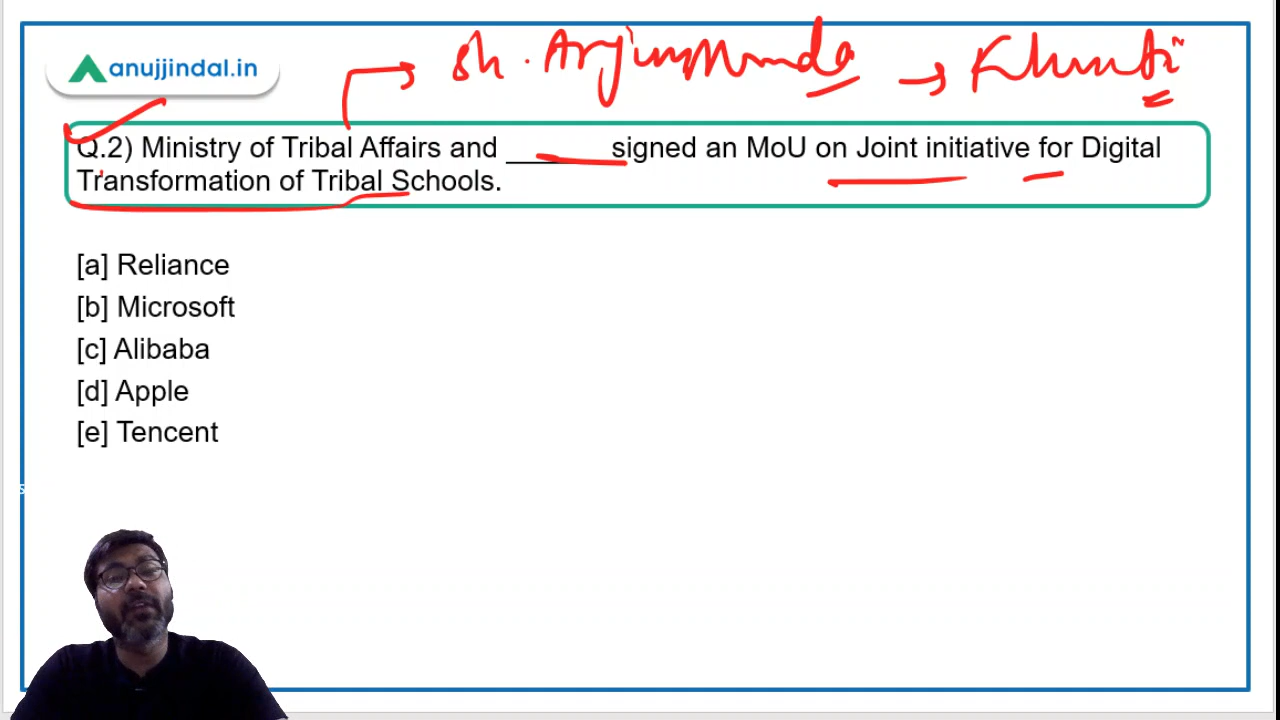 sh. Arjun Munda → Khunti
anujjindal.in
Q.2) Ministry of Tribal Affairs and ______ signed an MoU on Joint initiative for Digital
Transformation of Tribal Schools.
[a] Reliance
[b] Microsoft
[c] Alibaba
[d] Apple
[e] Tencent